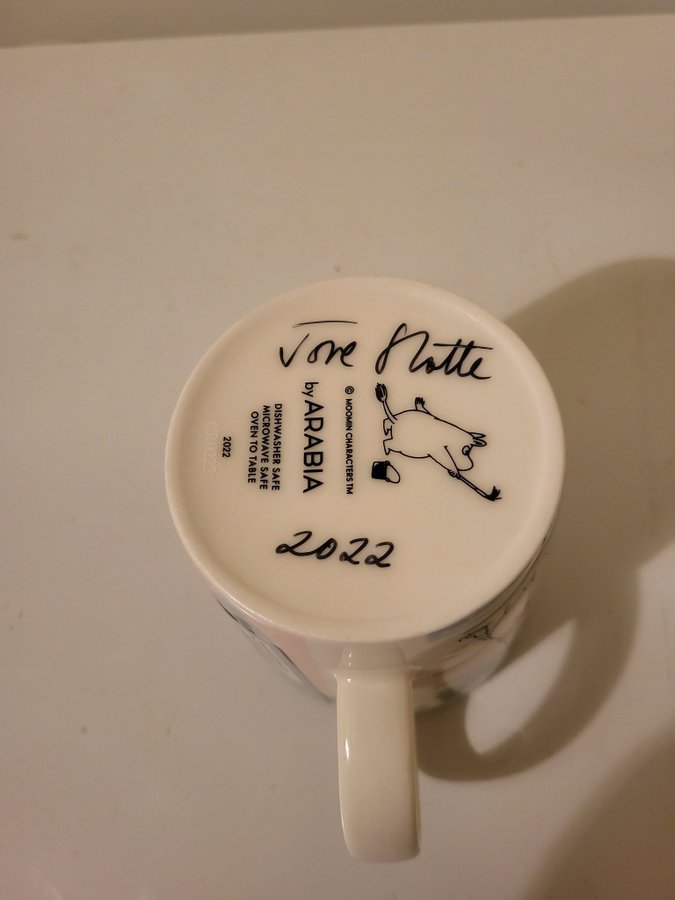 Tove Slotte
© MOOMIN CHARACTERS TM
by ARABIA
DISHWASHER SAFE
MICROWAVE SAFE
OVEN TO TABLE
2022
2022